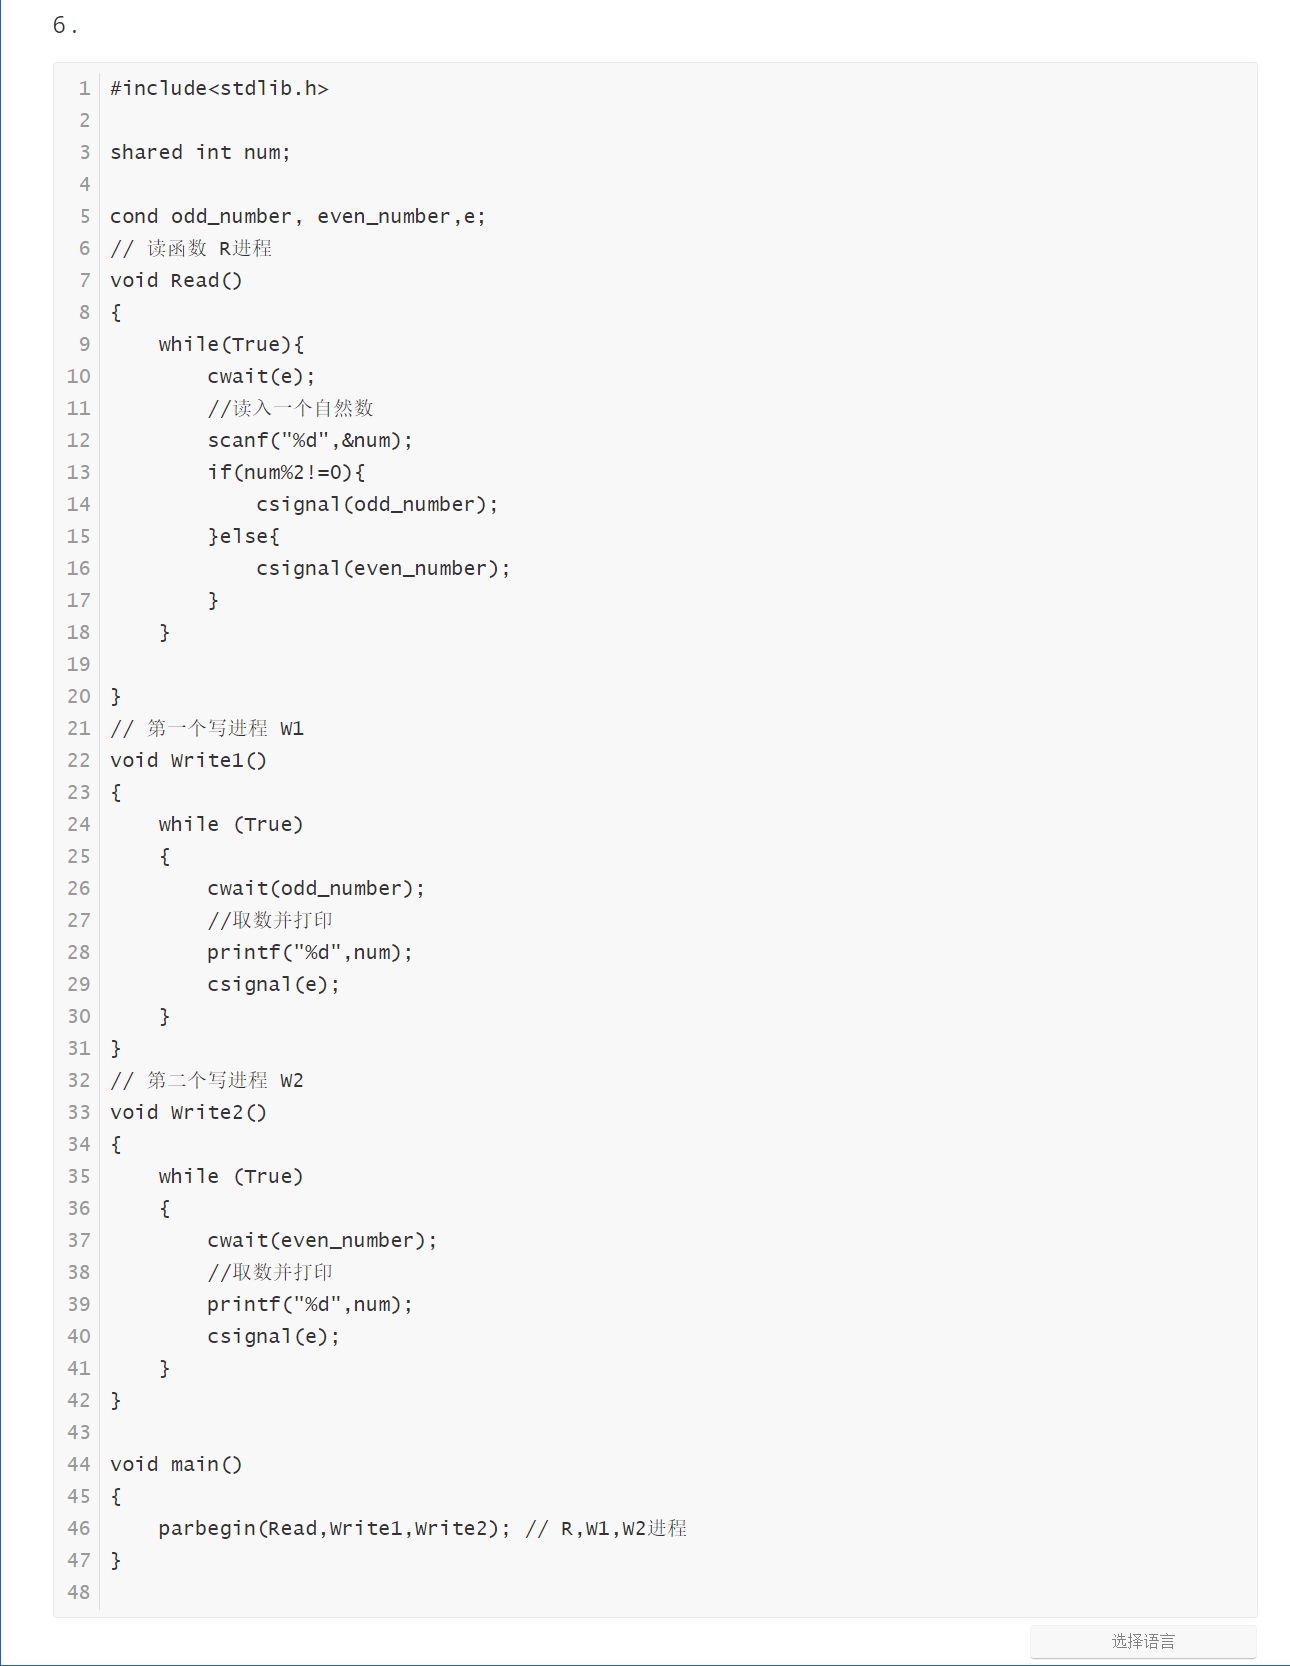 6.
1 #include<stdlib.h>
2
3 shared int num;
4
5 cond odd_number, even_number,e;
6 // 读函数 R进程
7 void Read()
8 {
9     while(True){
10         cwait(e);
11         //读入一个自然数
12         scanf("%d",&num);
13         if(num%2!=0){
14             csignal(odd_number);
15         }else{
16             csignal(even_number);
17         }
18     }
19
20 }
21 // 第一个写进程 W1
22 void Write1()
23 {
24     while (True)
25     {
26         cwait(odd_number);
27         //取数并打印
28         printf("%d",num);
29         csignal(e);
30     }
31 }
32 // 第二个写进程 W2
33 void Write2()
34 {
35     while (True)
36     {
37         cwait(even_number);
38         //取数并打印
39         printf("%d",num);
40         csignal(e);
41     }
42 }
43
44 void main()
45 {
46     parbegin(Read,Write1,Write2); // R,W1,W2进程
47 }
48
选择语言